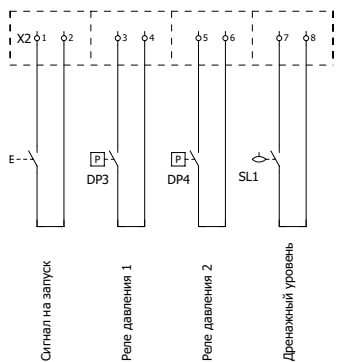 X2 1 2 3 4 5 6 7 8
E P P
DP3 DP4 SL1
Сигнал на запуск
Реле давления 1
Реле давления 2
Дренажный уровень